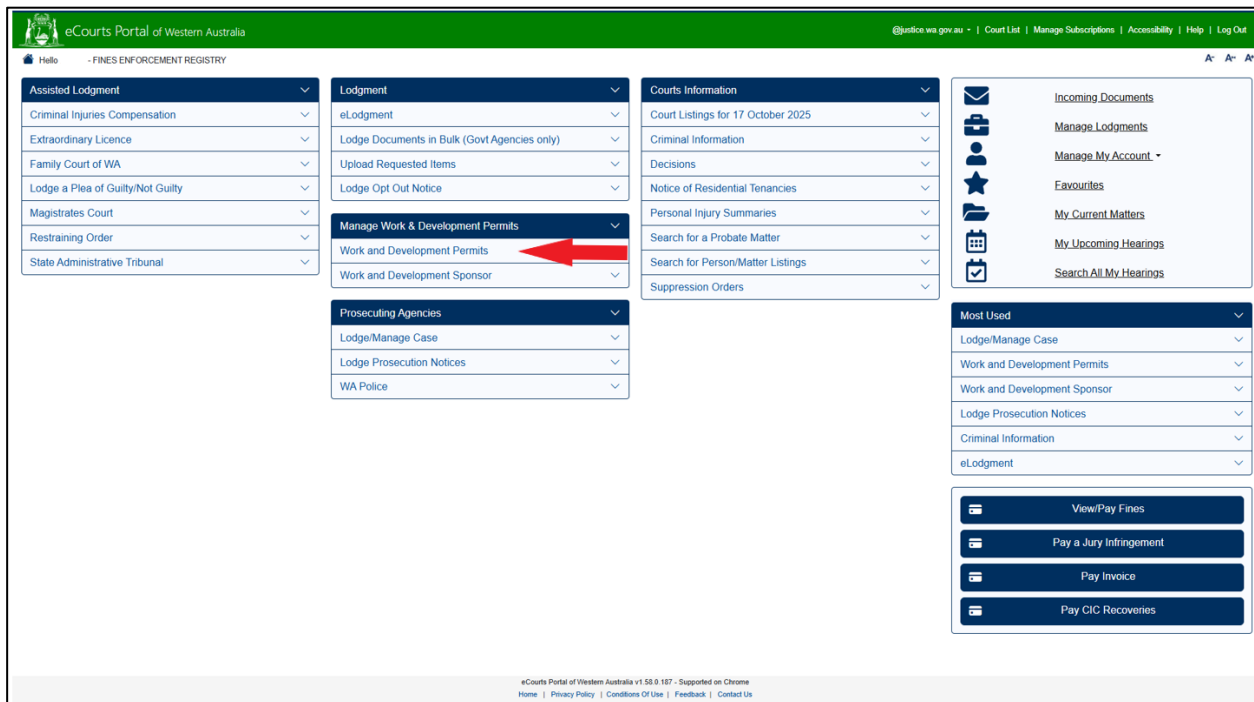 eCourts Portal of Western Australia
@justice.wa.gov.au | Court List | Manage Subscriptions | Accessibility | Help | Log Out
Hello - FINES ENFORCEMENT REGISTRY
A- A↔ A+
Assisted Lodgment
Criminal Injuries Compensation
Extraordinary Licence
Family Court of WA
Lodge a Plea of Guilty/Not Guilty
Magistrates Court
Restraining Order
State Administrative Tribunal
Lodgment
eLodgment
Lodge Documents in Bulk (Govt Agencies only)
Upload Requested Items
Lodge Opt Out Notice
Manage Work & Development Permits
Work and Development Permits
Work and Development Sponsor
Prosecuting Agencies
Lodge/Manage Case
Lodge Prosecution Notices
WA Police
Courts Information
Court Listings for 17 October 2025
Criminal Information
Decisions
Notice of Residential Tenancies
Personal Injury Summaries
Search for a Probate Matter
Search for Person/Matter Listings
Suppression Orders
Incoming Documents
Manage Lodgments
Manage My Account
Favourites
My Current Matters
My Upcoming Hearings
Search All My Hearings
Most Used
Lodge/Manage Case
Work and Development Permits
Work and Development Sponsor
Lodge Prosecution Notices
Criminal Information
eLodgment
View/Pay Fines
Pay a Jury Infringement
Pay Invoice
Pay CIC Recoveries
eCourts Portal of Western Australia v1.58.0.187 - Supported on Chrome
Home | Privacy Policy | Conditions Of Use | Feedback | Contact Us